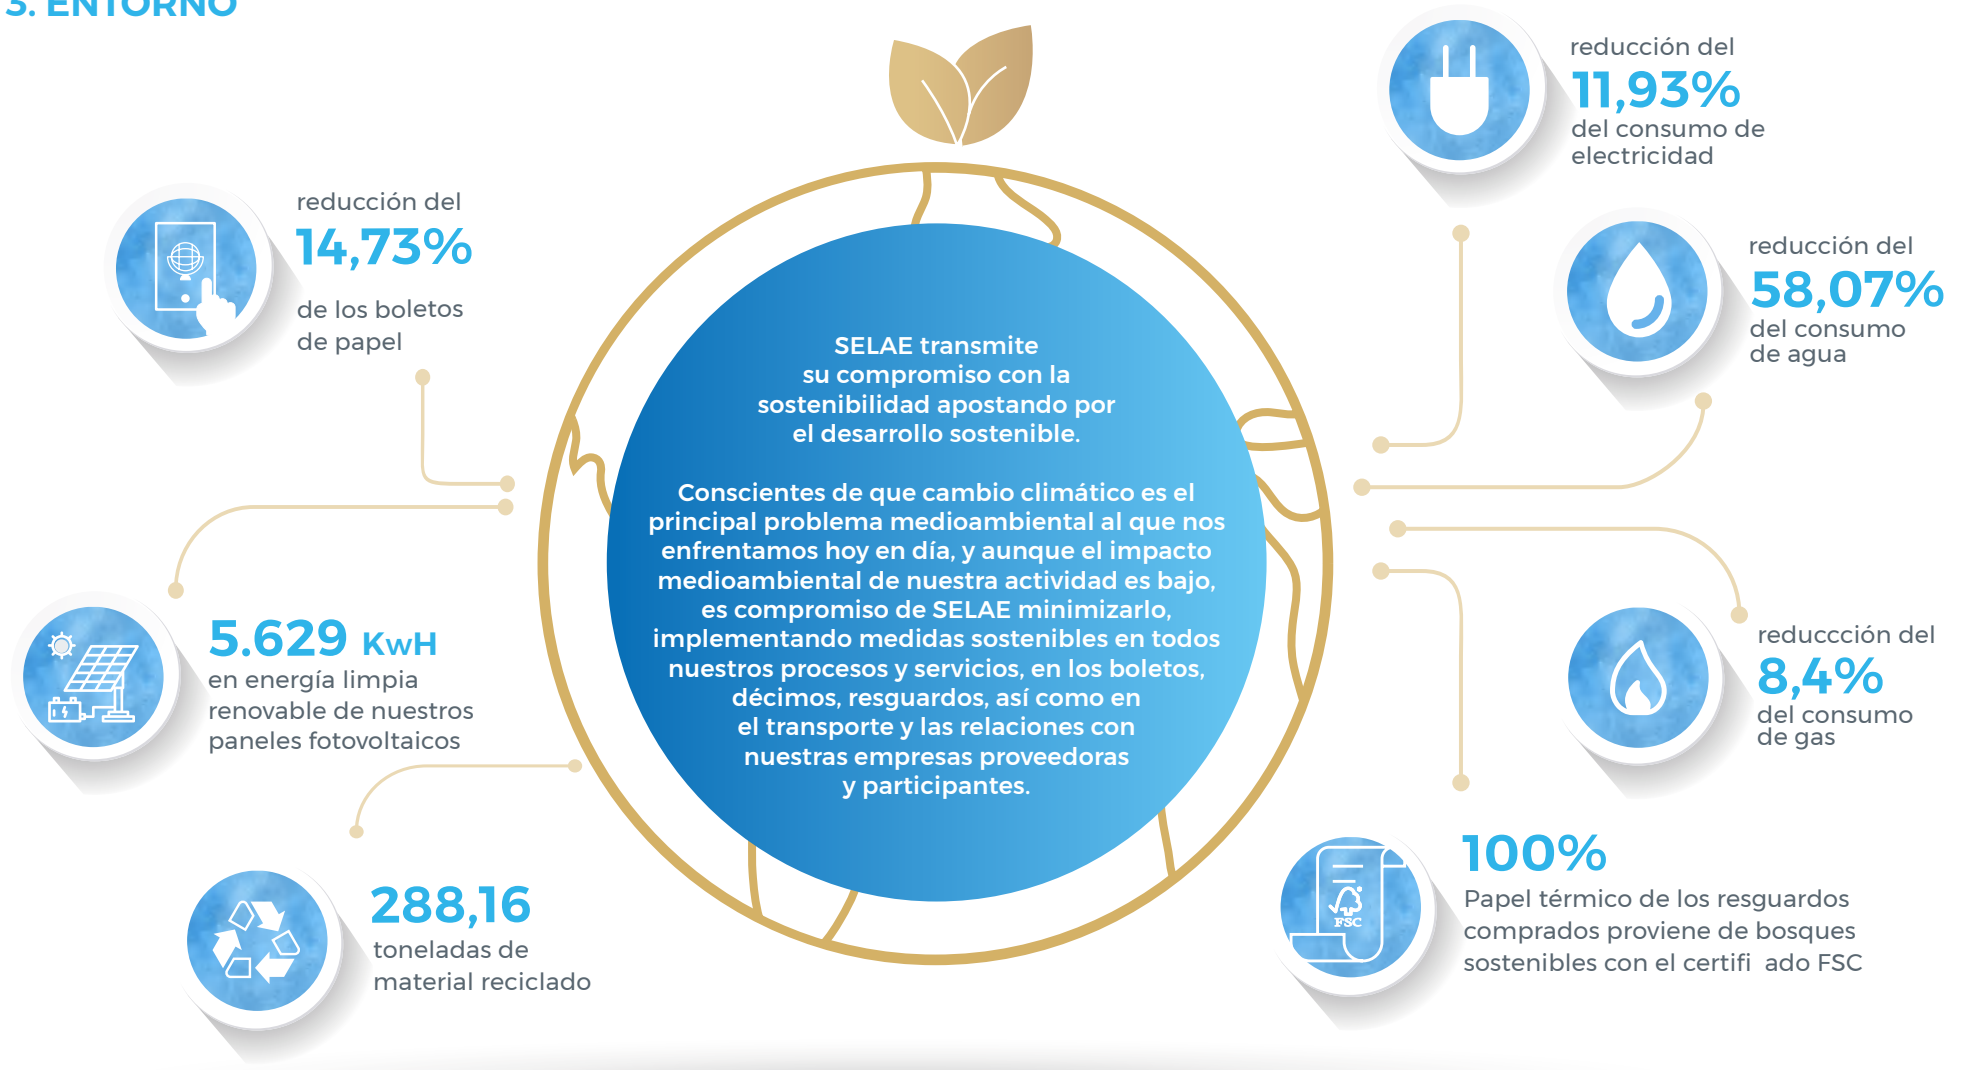 3. ENTORNO
reducción del
14,73%
de los boletos
de papel
5.629 KwH
en energía limpia
renovable de nuestros
paneles fotovoltaicos
288,16
toneladas de
material reciclado
SELAE transmite
su compromiso con la
sostenibilidad apostando por
el desarrollo sostenible.
Conscientes de que cambio climático es el
principal problema medioambiental al que nos
enfrentamos hoy en día, y aunque el impacto
medioambiental de nuestra actividad es bajo,
es compromiso de SELAE minimizarlo,
implementando medidas sostenibles en todos
nuestros procesos y servicios, en los boletos,
décimos, resguardos, así como en
el transporte y las relaciones con
nuestras empresas proveedoras
y participantes.
reducción del
11,93%
del consumo de
electricidad
reducción del
58,07%
del consumo
de agua
reduccción del
8,4%
del consumo
de gas
FSC
100%
Papel térmico de los resguardos
comprados proviene de bosques
sostenibles con el certifi ado FSC